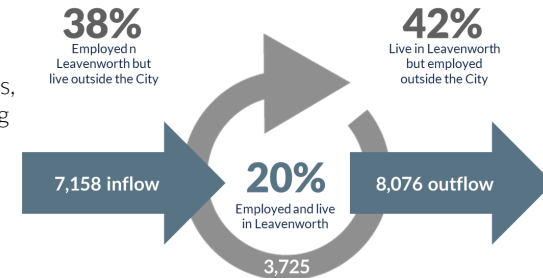 38%
Employed n
Leavenworth but
live outside the City
42%
Live in Leavenworth
but employed
outside the City
s,
g
7,158 inflow
20%
Employed and live
in Leavenworth
8,076 outflow
3,725